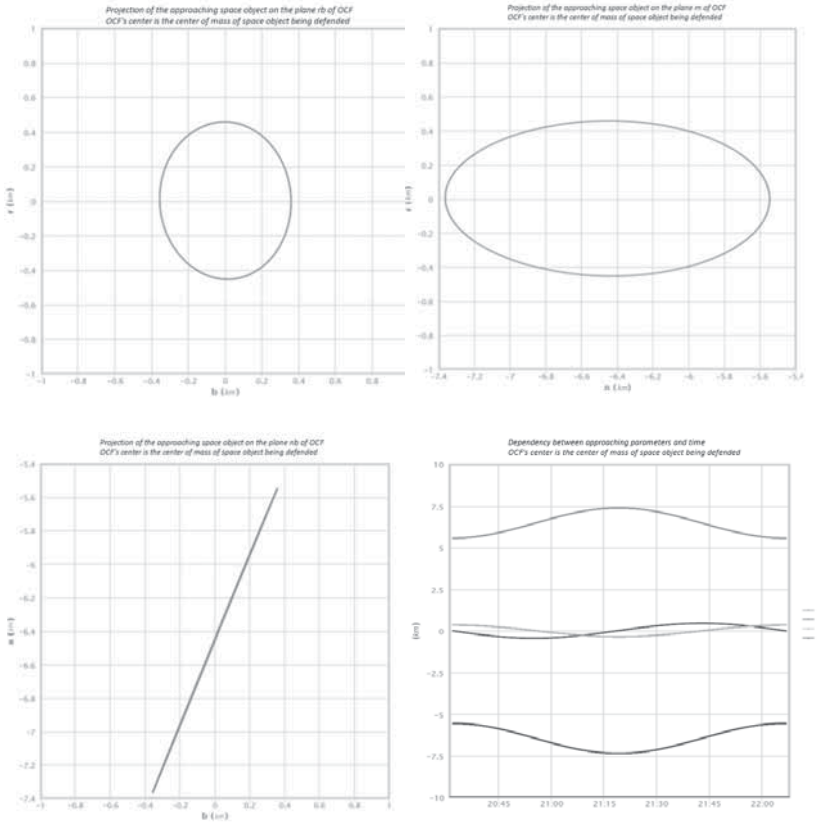 Projection of the approaching space object on the plane rb of OCF
OCF's center is the center of mass of space object being defended
1
0.8
0.6
0.4
0.2
0
-0.2
-0.4
-0.6
-0.8
-1
r (km)
-1 -0.8 -0.6 -0.4 -0.2 0 0.2 0.4 0.6 0.8
b (km)
Projection of the approaching space object on the plane rn of OCF
OCF's center is the center of mass of space object being defended
1
0.8
0.6
0.4
0.2
0
-0.2
-0.4
-0.6
-0.8
-1
r (km)
-7.4 -7.2 -7 -6.8 -6.6 -6.4 -6.2 -6 -5.8 -5.6 -5.4
n (km)
Projection of the approaching space object on the plane nb of OCF
OCF's center is the center of mass of space object being defended
-5.4
-5.6
-5.8
-6
-6.2
-6.4
-6.6
-6.8
-7
-7.2
-7.4
n (km)
-1 -0.8 -0.6 -0.4 -0.2 0 0.2 0.4 0.6 0.8 1
b (km)
Dependency between approaching parameters and time
OCF's center is the center of mass of space object being defended
10
7.5
5
2.5
0
-2.5
-5
-7.5
-10
(km)
20:45 21:00 21:15 21:30 21:45 22:00